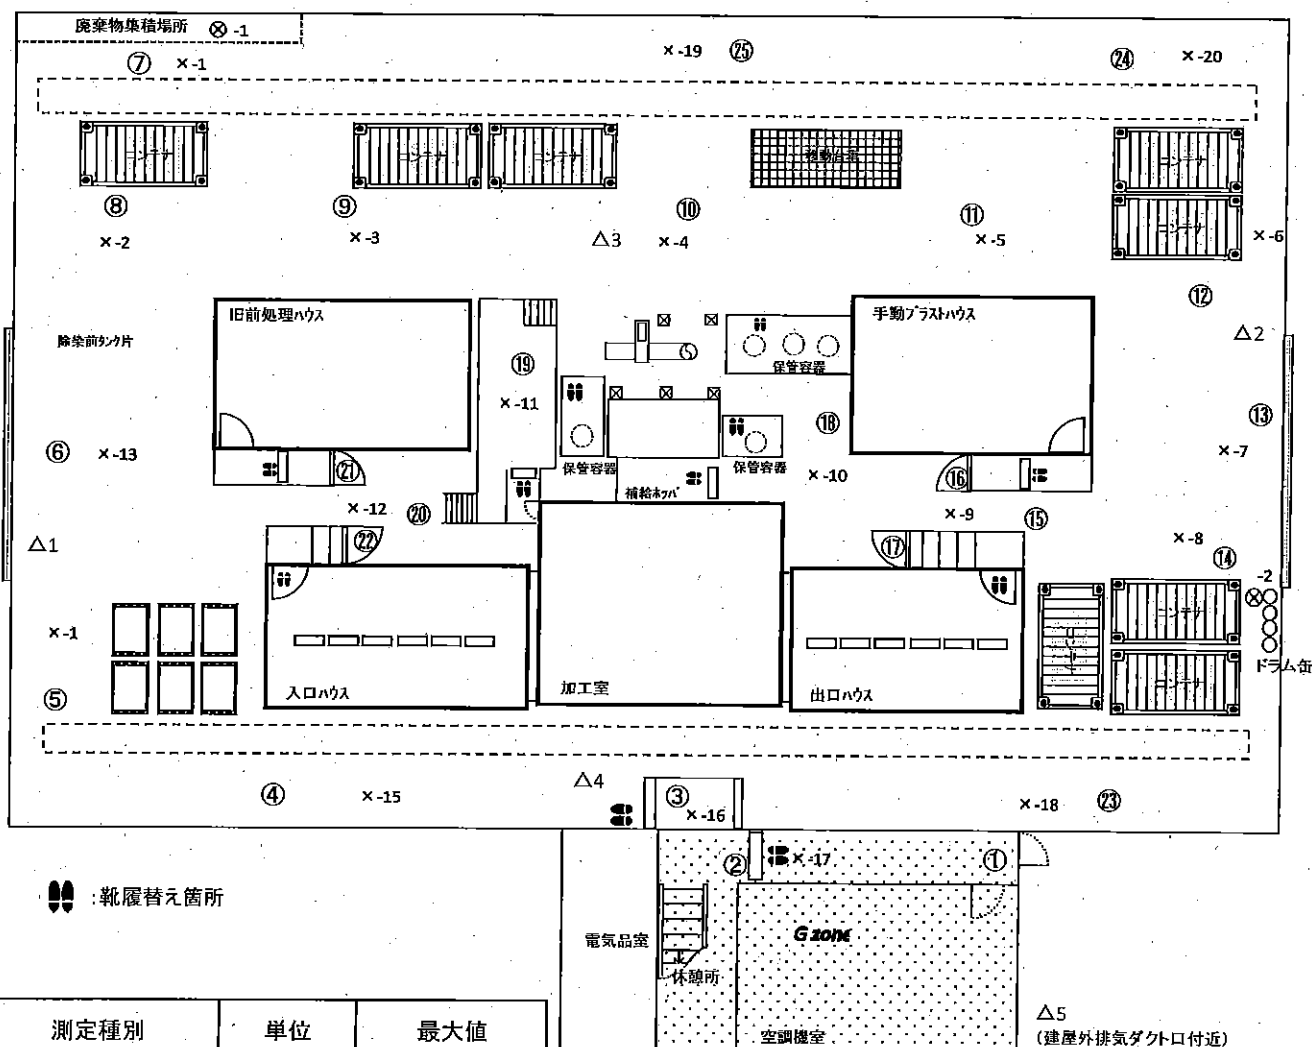 廃棄物集積場所 ⊗ -1
⑦ ×-1
×-19 ㉕
㉔ ×-20
コンテナ
コンテナ
コンテナ
移動台車
コンテナ
コンテナ
⑧
⑨
⑩
⑪
×-2
×-3
△3
×-4
×-5
×-6
⑫
旧前処理ハウス
手動ブラストハウス
除染前タンク片
△2
⑲
保管容器
×-11
⑬
⑱
⑥ ×-13
×-7
保管容器
保管容器
㉑
×-10
⑯
補給ホッパ
×-12 ⑳
×-9 ⑮
△1
㉒
⑰
×-8
⑭
-2
コンテナ
コンテナ
×-1
ドラム缶
コンテナ
⑤
入口ハウス
加工室
出口ハウス
④ ×-15
△4
③
×-16
×-18 ㉓
② ×-17
①
:靴履替え箇所
電気品室
G zone
休憩所
測定種別 単位 最大値
空調機室
△5
(建屋外排気ダクト口付近)